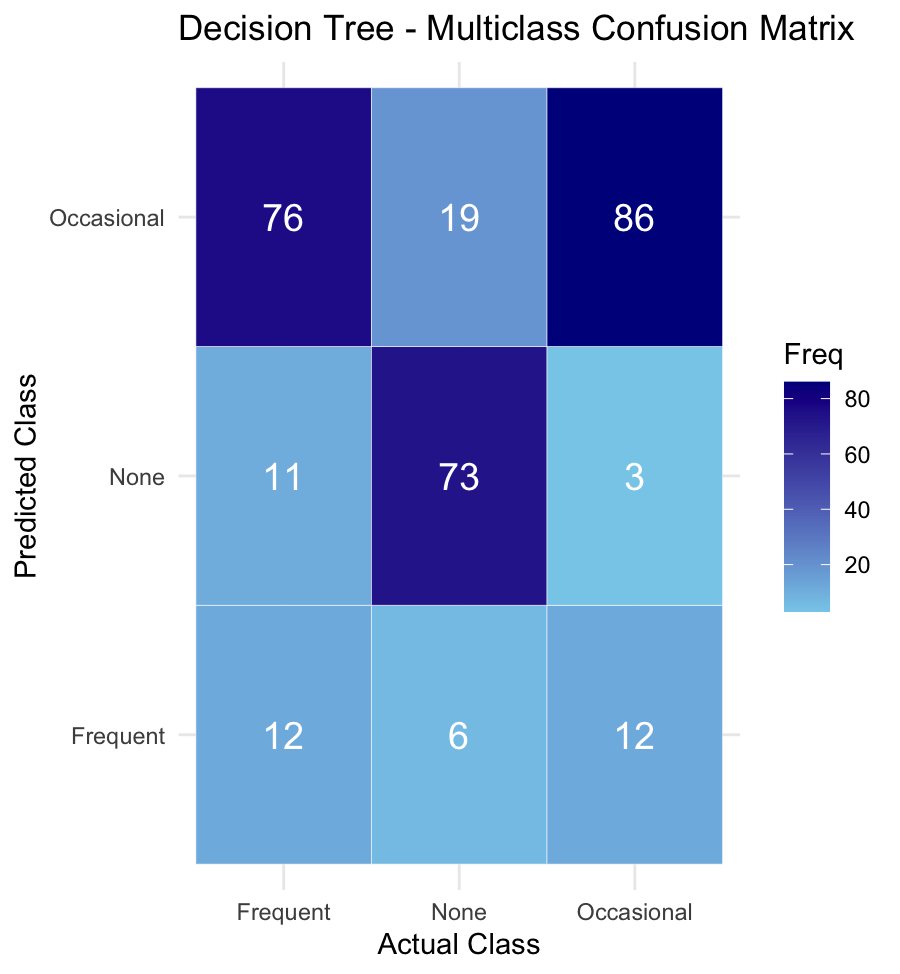 Decision Tree - Multiclass Confusion Matrix
Occasional
76
19
86
None
11
73
3
Frequent
12
6
12
Frequent
None
Occasional
Actual Class
Predicted Class
Freq
80
60
40
20